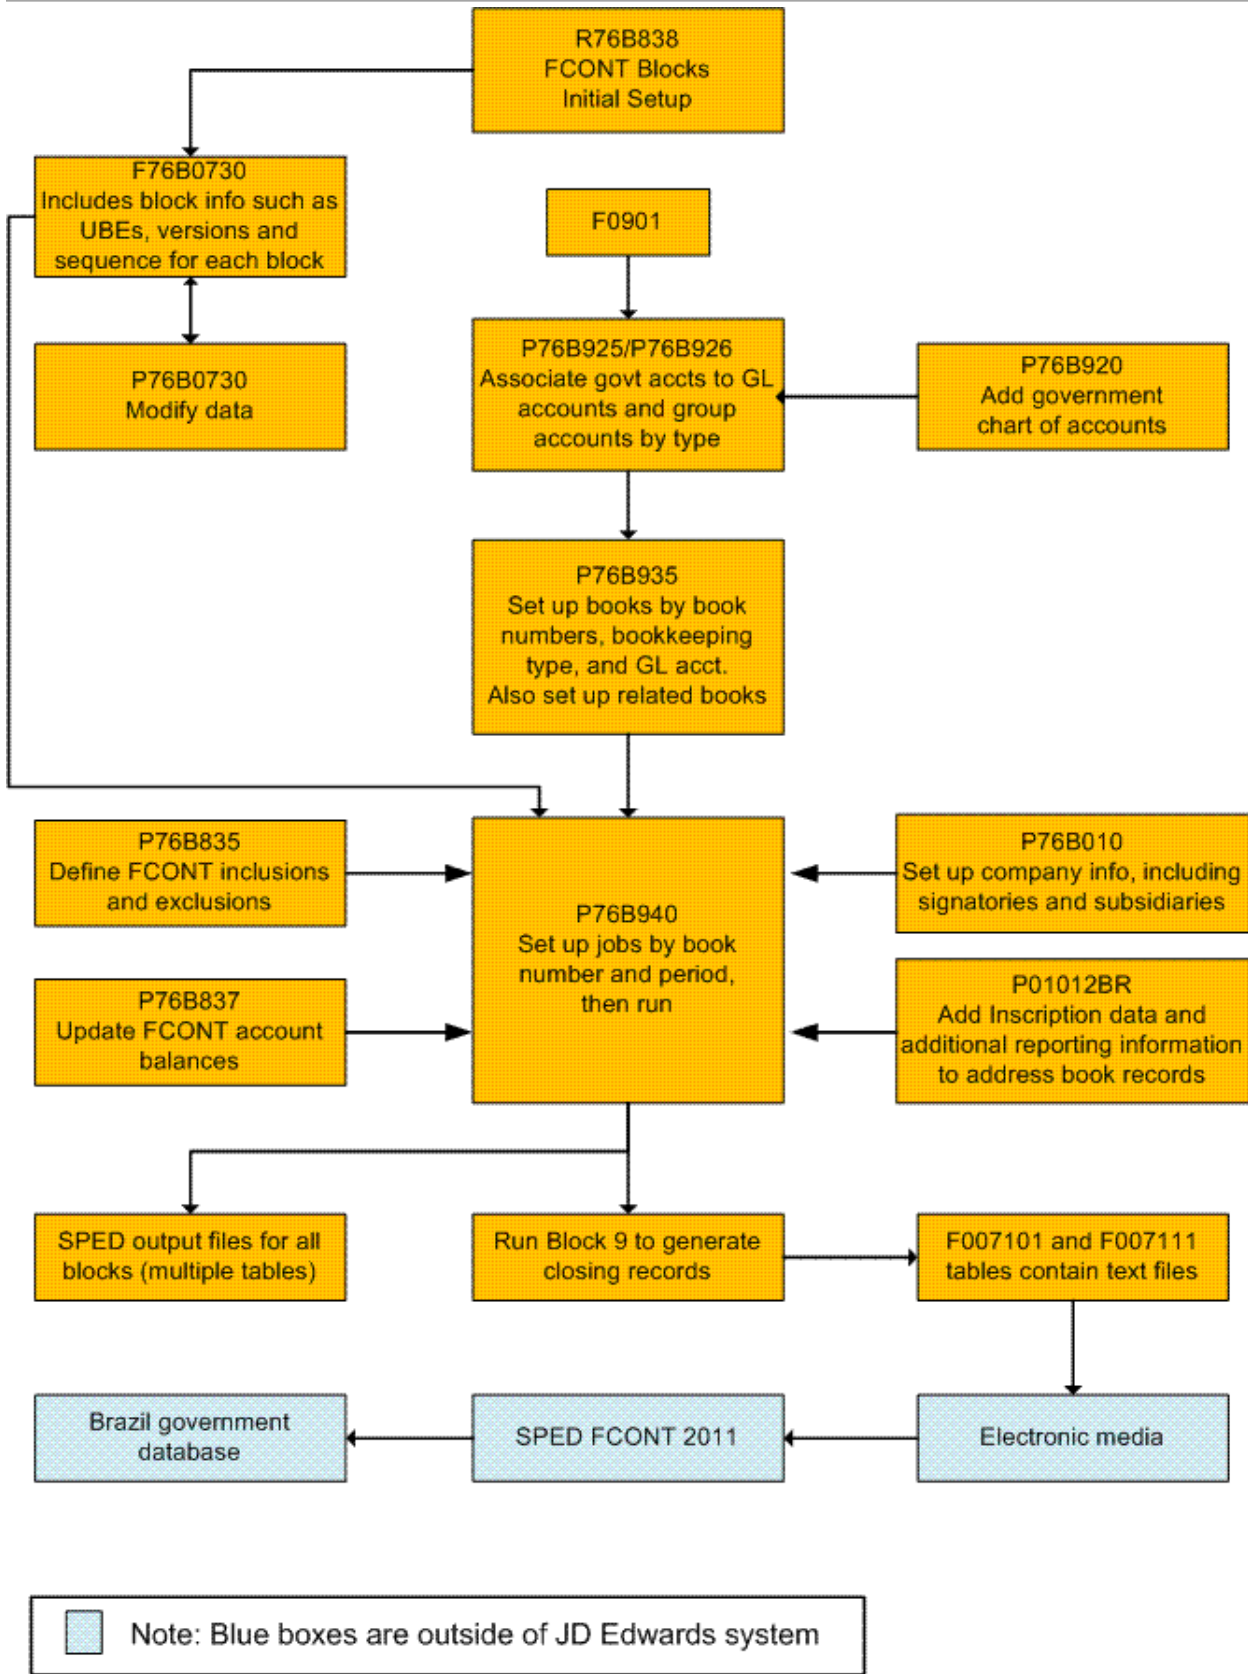 R76B838
FCONT Blocks
Initial Setup
F76B0730
Includes block info such as
UBEs, versions and
sequence for each block
F0901
P76B0730
Modify data
P76B925/P76B926
Associate govt accts to GL
accounts and group
accounts by type
P76B920
Add government
chart of accounts
P76B935
Set up books by book
numbers, bookkeeping
type, and GL acct.
Also set up related books
P76B835
Define FCONT inclusions
and exclusions
P76B940
Set up jobs by book
number and period,
then run
P76B010
Set up company info, including
signatories and subsidiaries
P76B837
Update FCONT account
balances
P01012BR
Add Inscription data and
additional reporting information
to address book records
SPED output files for all
blocks (multiple tables)
Run Block 9 to generate
closing records
F007101 and F007111
tables contain text files
Brazil government
database
SPED FCONT 2011
Electronic media
Note: Blue boxes are outside of JD Edwards system